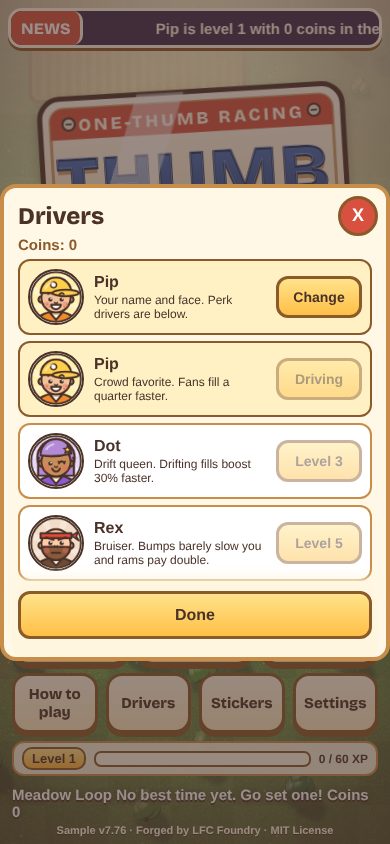 NEWS
Pip is level 1 with 0 coins in the
ONE-THUMB RACING
THUMB
Drivers
X
Coins: 0
Pip
Your name and face. Perk
drivers are below.
Change
Pip
Crowd favorite. Fans fill a
quarter faster.
Driving
Dot
Drift queen. Drifting fills boost
30% faster.
Level 3
Rex
Bruiser. Bumps barely slow you
and rams pay double.
Level 5
Done
How to
play
Drivers
Stickers
Settings
Level 1
0 / 60 XP
Meadow Loop No best time yet. Go set one! Coins
0
Sample v7.76 · Forged by LFC Foundry · MIT License